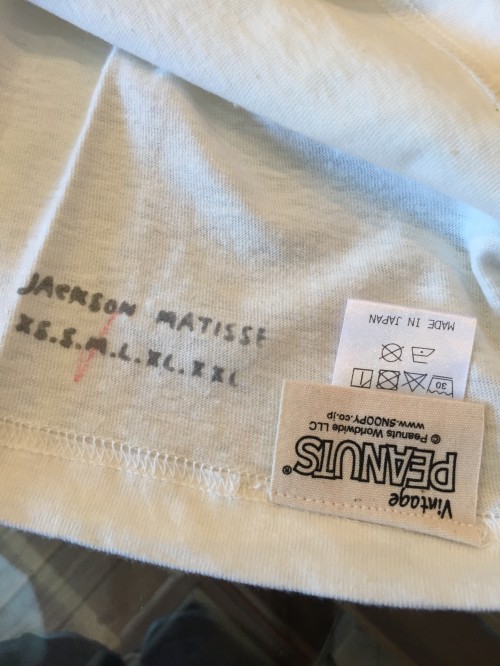 JACKSON MATISSE
XS.S.M.L.XL.XXL
Vintage
PEANUTS®
© Peanuts Worldwide LLC
www.SNOOPY.co.jp
30
MADE IN JAPAN